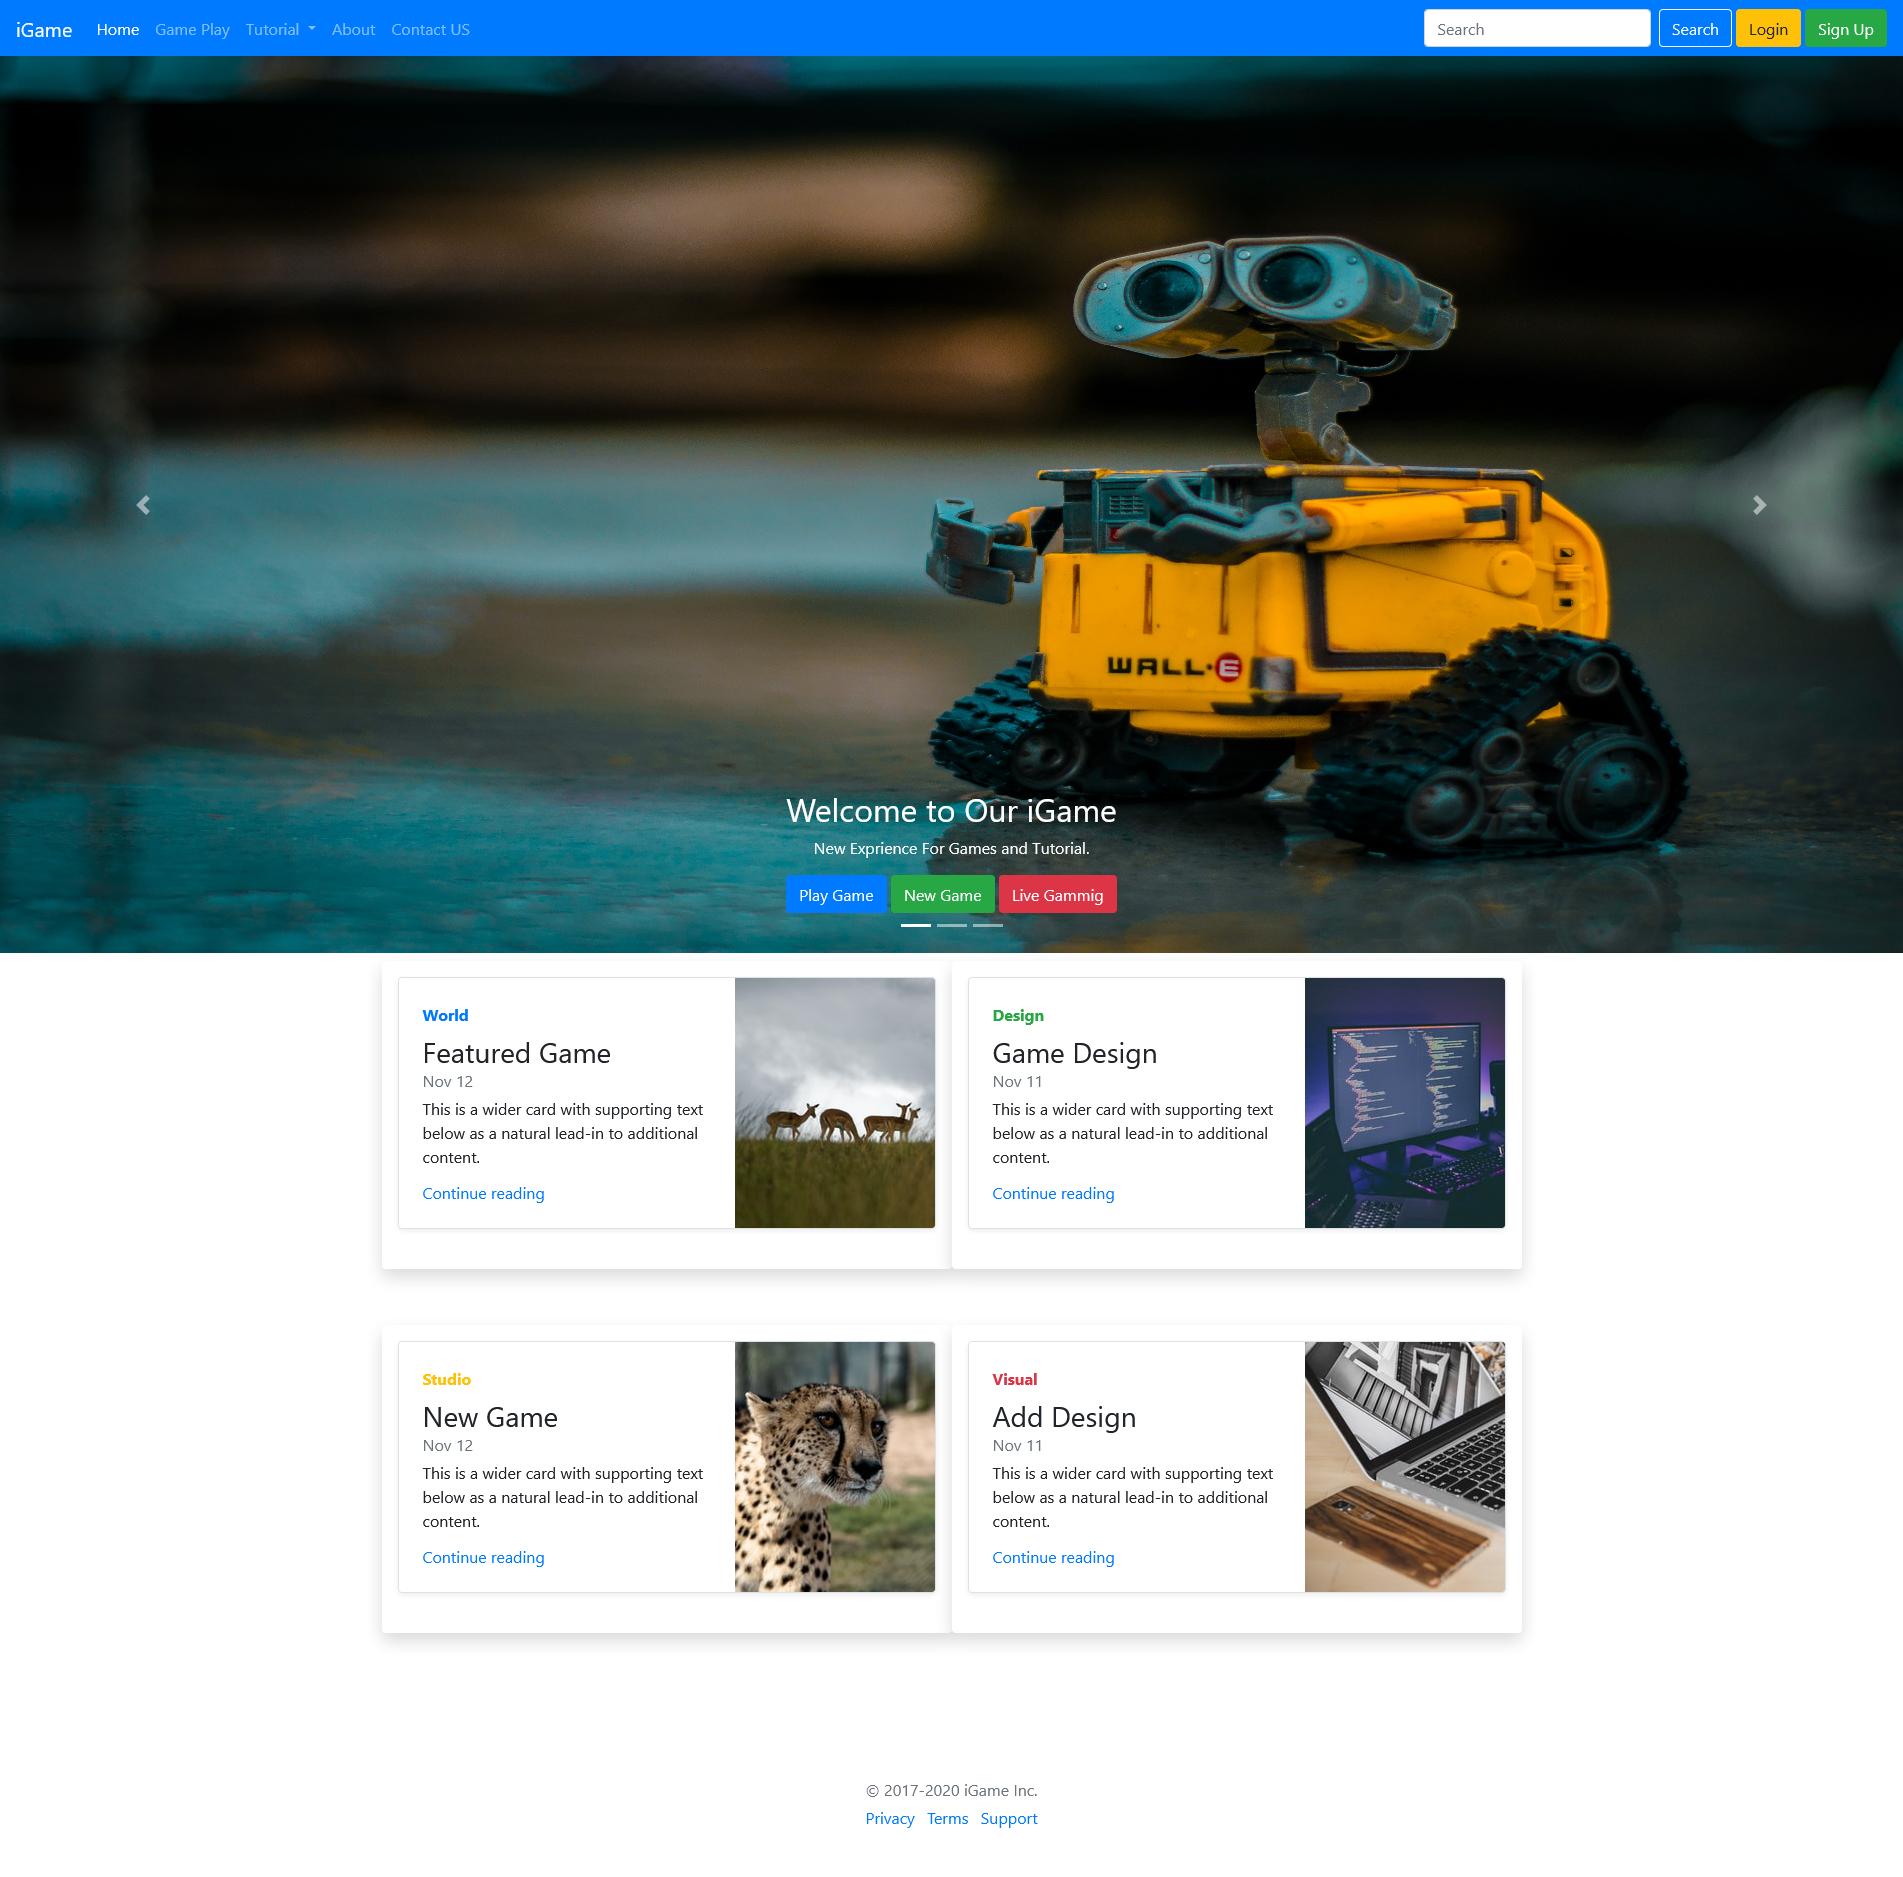 iGame Home Game Play Tutorial About Contact US Search Search Login Sign Up
WALL·E
Welcome to Our iGame
New Exprience For Games and Tutorial.
Play Game New Game Live Gammig
World
Featured Game
Nov 12
This is a wider card with supporting text
below as a natural lead-in to additional
content.
Continue reading
Design
Game Design
Nov 11
This is a wider card with supporting text
below as a natural lead-in to additional
content.
Continue reading
Studio
New Game
Nov 12
This is a wider card with supporting text
below as a natural lead-in to additional
content.
Continue reading
Visual
Add Design
Nov 11
This is a wider card with supporting text
below as a natural lead-in to additional
content.
Continue reading
© 2017-2020 iGame Inc.
Privacy Terms Support